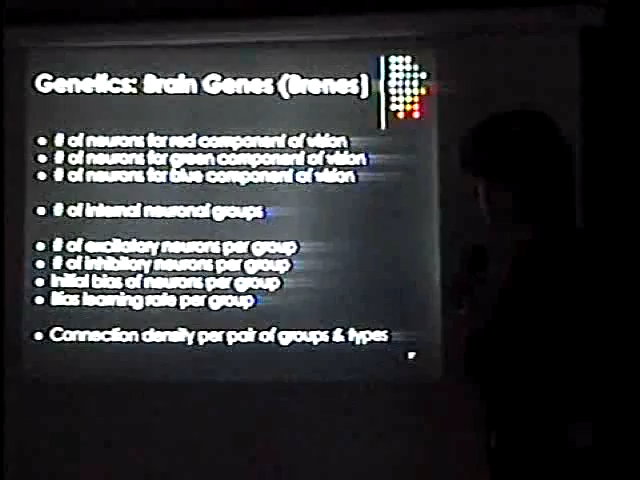 Genetics: Brain Genes (Brenes)
• # of neurons for red component of vision
• # of neurons for green component of vision
• # of neurons for blue component of vision
• # of internal neuronal groups
• # of excitatory neurons per group
• # of inhibitory neurons per group
• Initial bias of neurons per group
• Bias learning rate per group
• Connection density per pair of groups & types